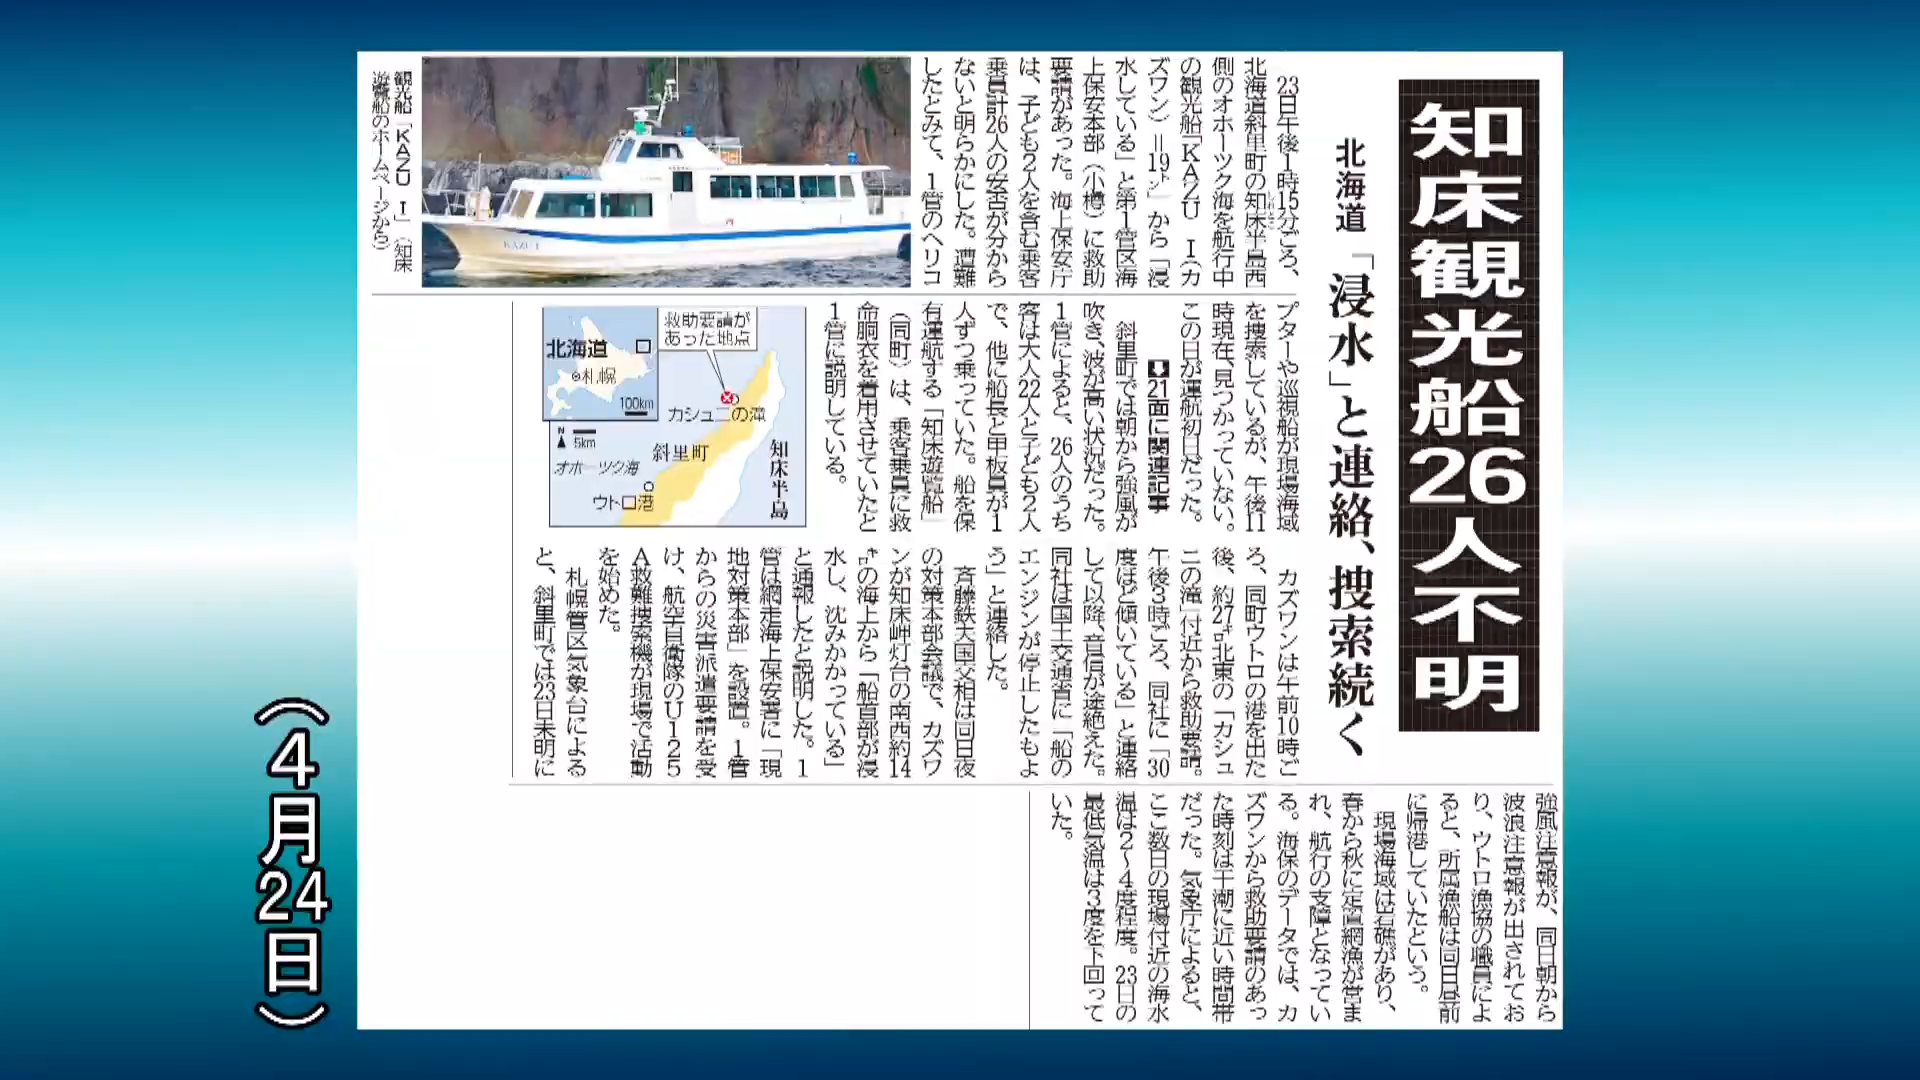 知床観光船26人不明
北海道「浸水」と連絡、捜索続く
23日午後1時15分ごろ、
北海道斜里町の知床半島西
側のオホーツク海を航行中
の観光船「KAZU I(カ
ズワン)=19㌧」から「浸
水している」と第1管区海
上保安本部(小樽)に救助
要請があった。海上保安庁
は、子ども2人を含む乗客
乗員計26人の安否が分から
ないと明らかにした。遭難
したとみて、1管のヘリコ
観光船「KAZU I」(知床
遊覧船のホームページから)
KAZU I
プターや巡視船が現場海域
を捜索しているが、午後11
時現在、見つかっていない。
この日が運航初日だった。
⬇21面に関連記事
斜里町では朝から強風が
吹き、波が高い状況だった。
1管によると、26人のうち
客は大人22人と子ども2人
で、他に船長と甲板員が1
人ずつ乗っていた。船を保
有運航する「知床遊覧船」
(同町)は、乗客乗員に救
命胴衣を着用させていたと
1管に説明している。
救助要請が
あった地点
北海道
札幌
100km
カシュニの滝
N
5km
斜里町
オホーツク海
ウトロ港
知床半島
カズワンは午前10時ご
ろ、同町ウトロの港を出た
後、約27㌔北東の「カシュ
ニの滝」付近から救助要請。
午後3時ごろ、同社に「30
度ほど傾いている」と連絡
して以降、音信が途絶えた。
同社は国土交通省に「船の
エンジンが停止したもよ
う」と連絡した。
斉藤鉄夫国交相は同日夜
の対策本部会議で、カズワ
ンが知床岬灯台の南西約14
㌔の海上から「船首部が浸
水し、沈みかかっている」
と通報したと説明した。1
管は網走海上保安署に「現
地対策本部」を設置。1管
からの災害派遣要請を受
け、航空自衛隊のU125
A救難捜索機が現場で活動
を始めた。
札幌管区気象台による
と、斜里町では23日未明に
強風注意報が、同日朝から
波浪注意報が出されてお
り、ウトロ漁協の職員によ
ると、所属漁船は同日昼前
に帰港していたという。
現場海域は岩礁があり、
春から秋に定置網漁が営ま
れ、航行の支障となってい
る。海保のデータでは、カ
ズワンから救助要請のあっ
た時刻は干潮に近い時間帯
だった。気象庁によると、
ここ数日の現場付近の海水
温は2〜4度程度。23日の
最低気温は3度を下回って
いた。
(4月24日)